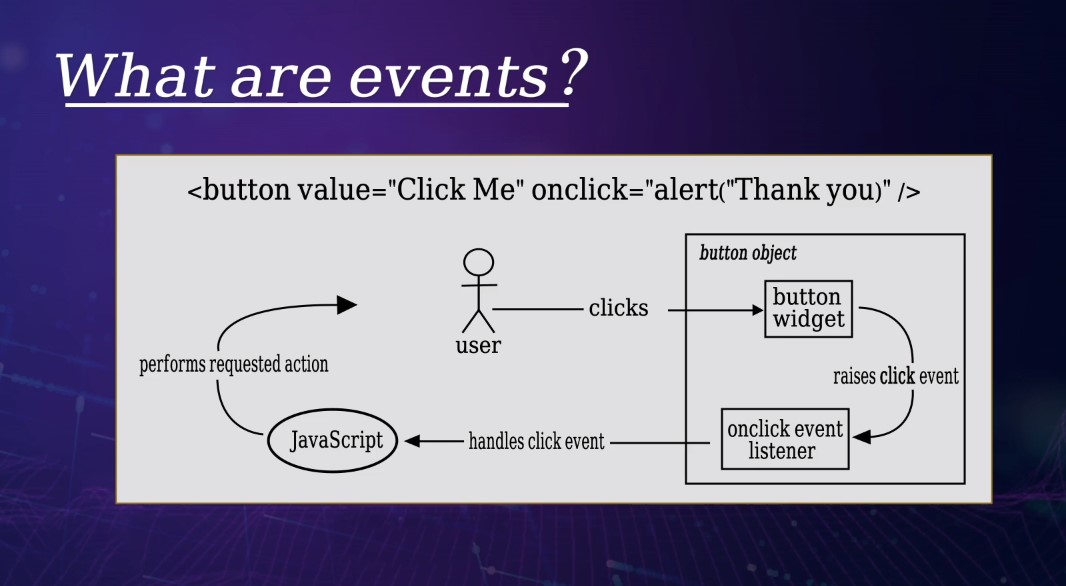 What are events?
<button value="Click Me" onclick="alert("Thank you)" />
button object
clicks
button
widget
user
performs requested action
raises click event
JavaScript
handles click event
onclick event
listener